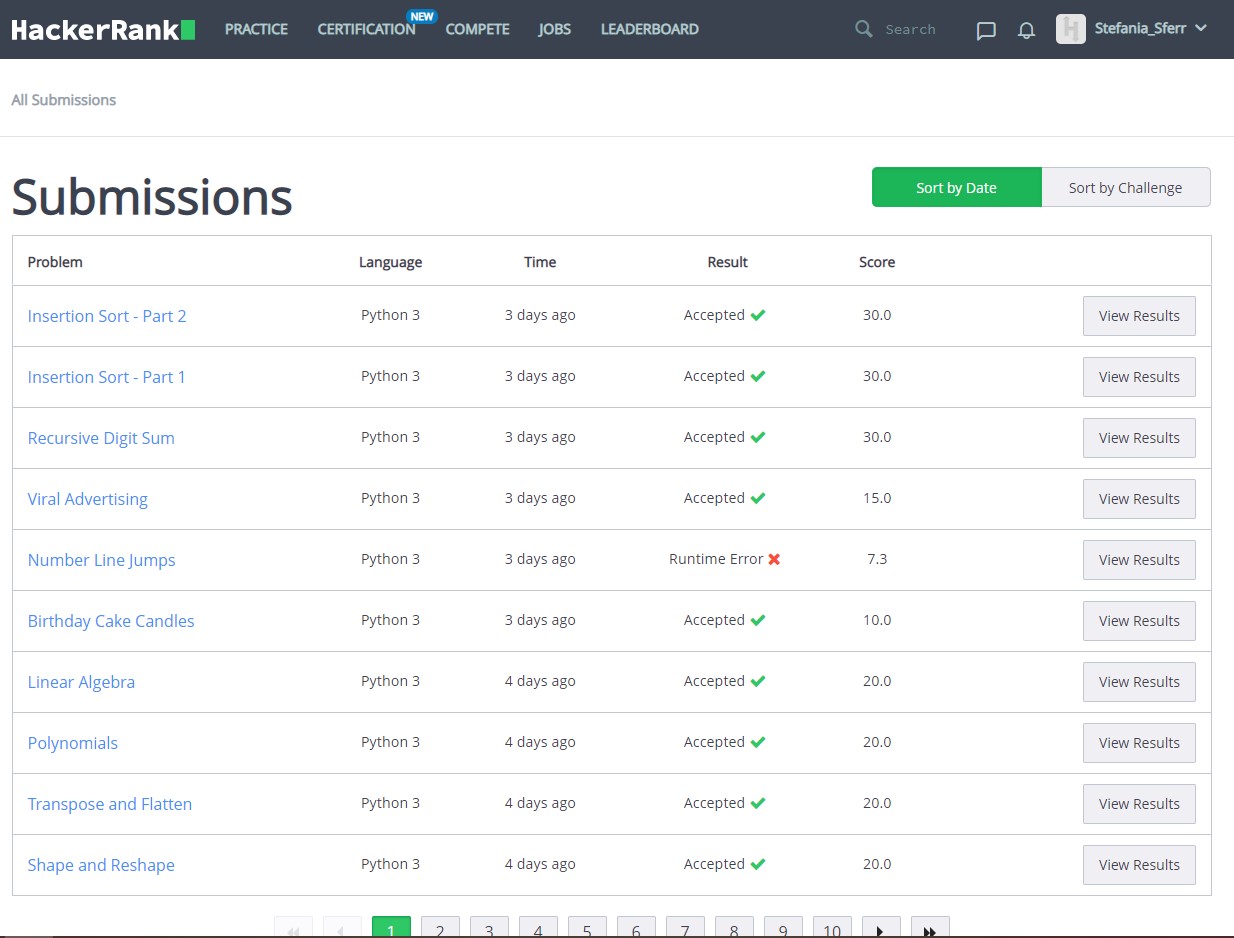 HackerRank PRACTICE CERTIFICATION NEW COMPETE JOBS LEADERBOARD Search Stefania_Sferr
All Submissions
Submissions Sort by Date Sort by Challenge
Problem Language Time Result Score
Insertion Sort - Part 2 Python 3 3 days ago Accepted 30.0 View Results
Insertion Sort - Part 1 Python 3 3 days ago Accepted 30.0 View Results
Recursive Digit Sum Python 3 3 days ago Accepted 30.0 View Results
Viral Advertising Python 3 3 days ago Accepted 15.0 View Results
Number Line Jumps Python 3 3 days ago Runtime Error 7.3 View Results
Birthday Cake Candles Python 3 3 days ago Accepted 10.0 View Results
Linear Algebra Python 3 4 days ago Accepted 20.0 View Results
Polynomials Python 3 4 days ago Accepted 20.0 View Results
Transpose and Flatten Python 3 4 days ago Accepted 20.0 View Results
Shape and Reshape Python 3 4 days ago Accepted 20.0 View Results
1 2 3 4 5 6 7 8 9 10